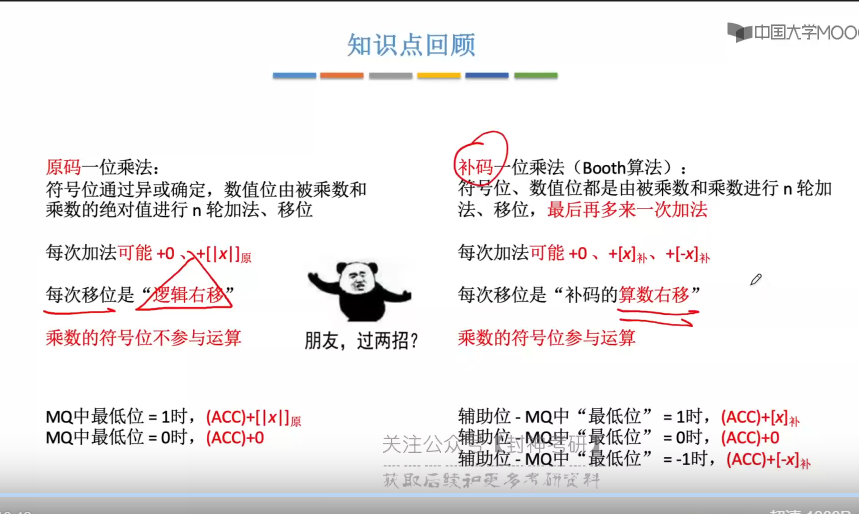 知识点回顾
中国大学MOO
原码一位乘法：
符号位通过异或确定，数值位由被乘数和
乘数的绝对值进行 n 轮加法、移位
每次加法可能 +0 、+[|x|]原
每次移位是“逻辑右移”
乘数的符号位不参与运算
MQ中最低位 = 1时，(ACC)+[|x|]原
MQ中最低位 = 0时，(ACC)+0
朋友，过两招?
补码一位乘法（Booth算法）：
符号位、数值位都是由被乘数和乘数进行 n 轮加
法、移位，最后再多来一次加法
每次加法可能 +0 、+[x]补、+[-x]补
每次移位是“补码的算数右移”
乘数的符号位参与运算
辅助位 - MQ中“最低位” = 1时，(ACC)+[x]补
辅助位 - MQ中“最低位” = 0时，(ACC)+0
辅助位 - MQ中“最低位” = -1时，(ACC)+[-x]补
关注公众号【封神考研】
获取后续和更多考研资料